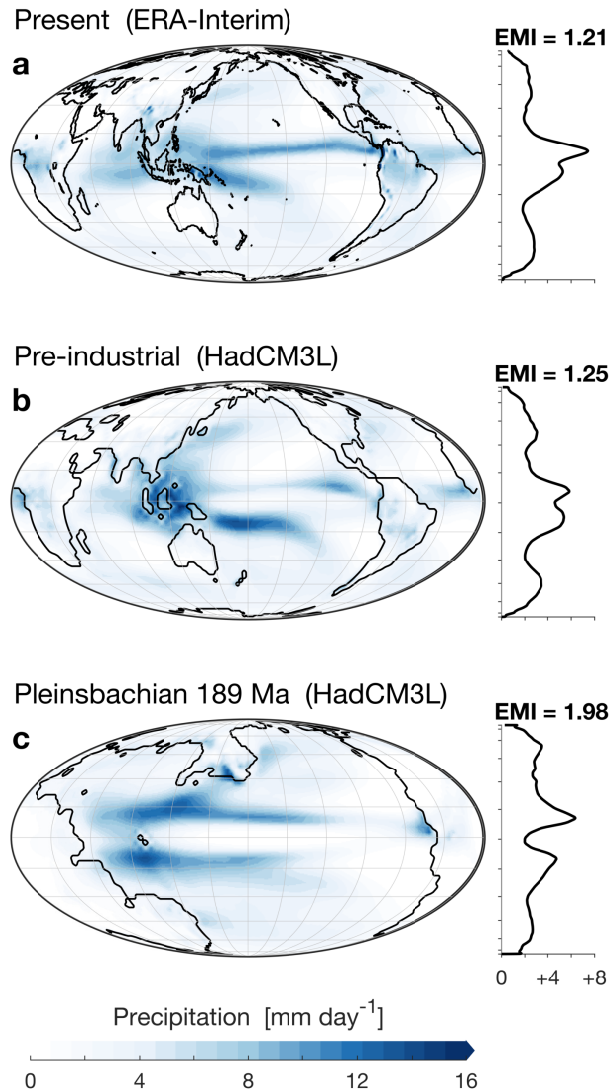 Present (ERA-Interim)
EMI = 1.21
a
Pre-industrial (HadCM3L)
EMI = 1.25
b
Pleinsbachian 189 Ma (HadCM3L)
EMI = 1.98
c
0 +4 +8
Precipitation [mm day⁻¹]
0 4 8 12 16